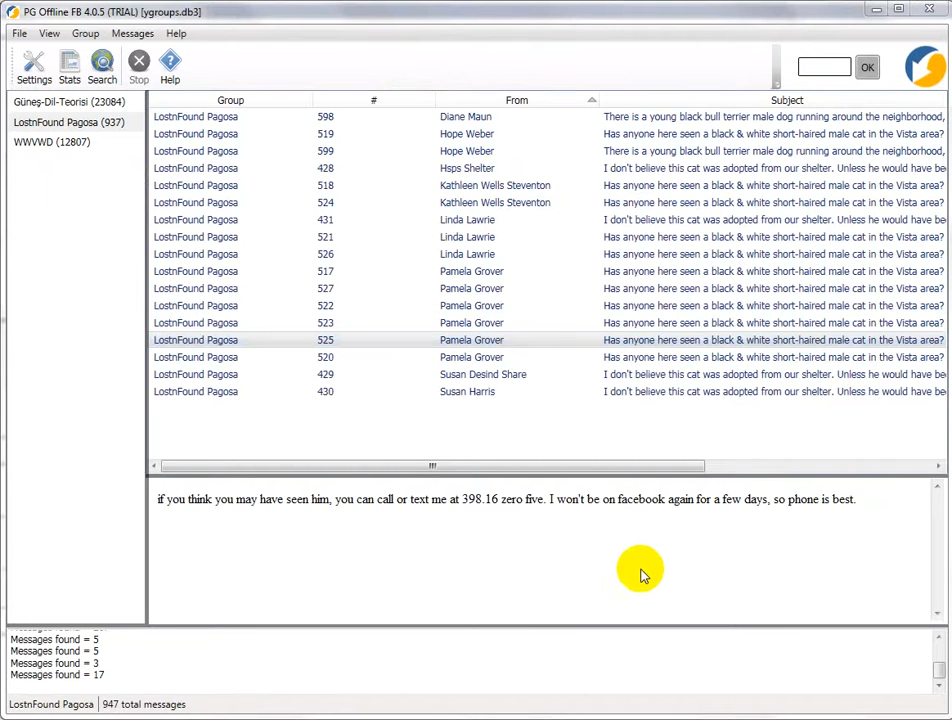 PG Offline FB 4.0.5 (TRIAL) [ygroups.db3]
File View Group Messages Help
Settings Stats Search Stop Help OK
Güneş-Dil-Teorisi (23084)
LostnFound Pagosa (937)
WWVWD (12807)
Group # From Subject
LostnFound Pagosa 598 Diane Maun There is a young black bull terrier male dog running around the neighborhood,
LostnFound Pagosa 519 Hope Weber Has anyone here seen a black & white short-haired male cat in the Vista area?
LostnFound Pagosa 599 Hope Weber There is a young black bull terrier male dog running around the neighborhood,
LostnFound Pagosa 428 Hsps Shelter I don't believe this cat was adopted from our shelter. Unless he would have be
LostnFound Pagosa 518 Kathleen Wells Steventon Has anyone here seen a black & white short-haired male cat in the Vista area?
LostnFound Pagosa 524 Kathleen Wells Steventon Has anyone here seen a black & white short-haired male cat in the Vista area?
LostnFound Pagosa 431 Linda Lawrie I don't believe this cat was adopted from our shelter. Unless he would have be
LostnFound Pagosa 521 Linda Lawrie Has anyone here seen a black & white short-haired male cat in the Vista area?
LostnFound Pagosa 526 Linda Lawrie Has anyone here seen a black & white short-haired male cat in the Vista area?
LostnFound Pagosa 517 Pamela Grover Has anyone here seen a black & white short-haired male cat in the Vista area?
LostnFound Pagosa 527 Pamela Grover Has anyone here seen a black & white short-haired male cat in the Vista area?
LostnFound Pagosa 522 Pamela Grover Has anyone here seen a black & white short-haired male cat in the Vista area?
LostnFound Pagosa 523 Pamela Grover Has anyone here seen a black & white short-haired male cat in the Vista area?
LostnFound Pagosa 525 Pamela Grover Has anyone here seen a black & white short-haired male cat in the Vista area?
LostnFound Pagosa 520 Pamela Grover Has anyone here seen a black & white short-haired male cat in the Vista area?
LostnFound Pagosa 429 Susan Desind Share I don't believe this cat was adopted from our shelter. Unless he would have be
LostnFound Pagosa 430 Susan Harris I don't believe this cat was adopted from our shelter. Unless he would have be
if you think you may have seen him, you can call or text me at 398.16 zero five. I won't be on facebook again for a few days, so phone is best.
Messages found = 5
Messages found = 5
Messages found = 3
Messages found = 17
LostnFound Pagosa 947 total messages